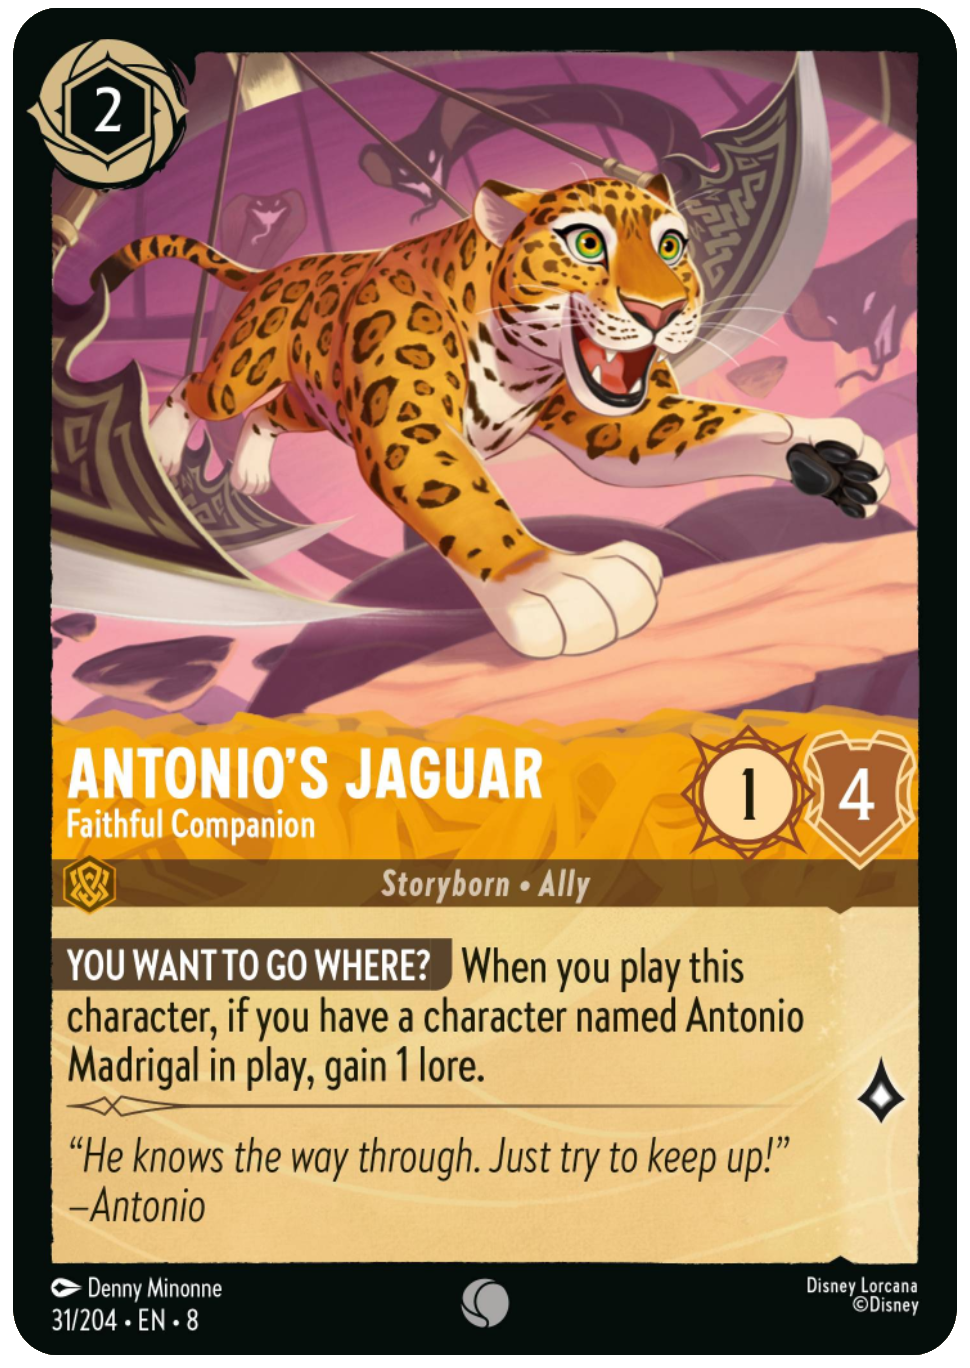 2
ANTONIO'S JAGUAR
Faithful Companion
1
4
Storyborn • Ally
YOU WANT TO GO WHERE? When you play this
character, if you have a character named Antonio
Madrigal in play, gain 1 lore.
“He knows the way through. Just try to keep up!”
–Antonio
Denny Minonne
31/204 • EN • 8
Disney Lorcana
©Disney